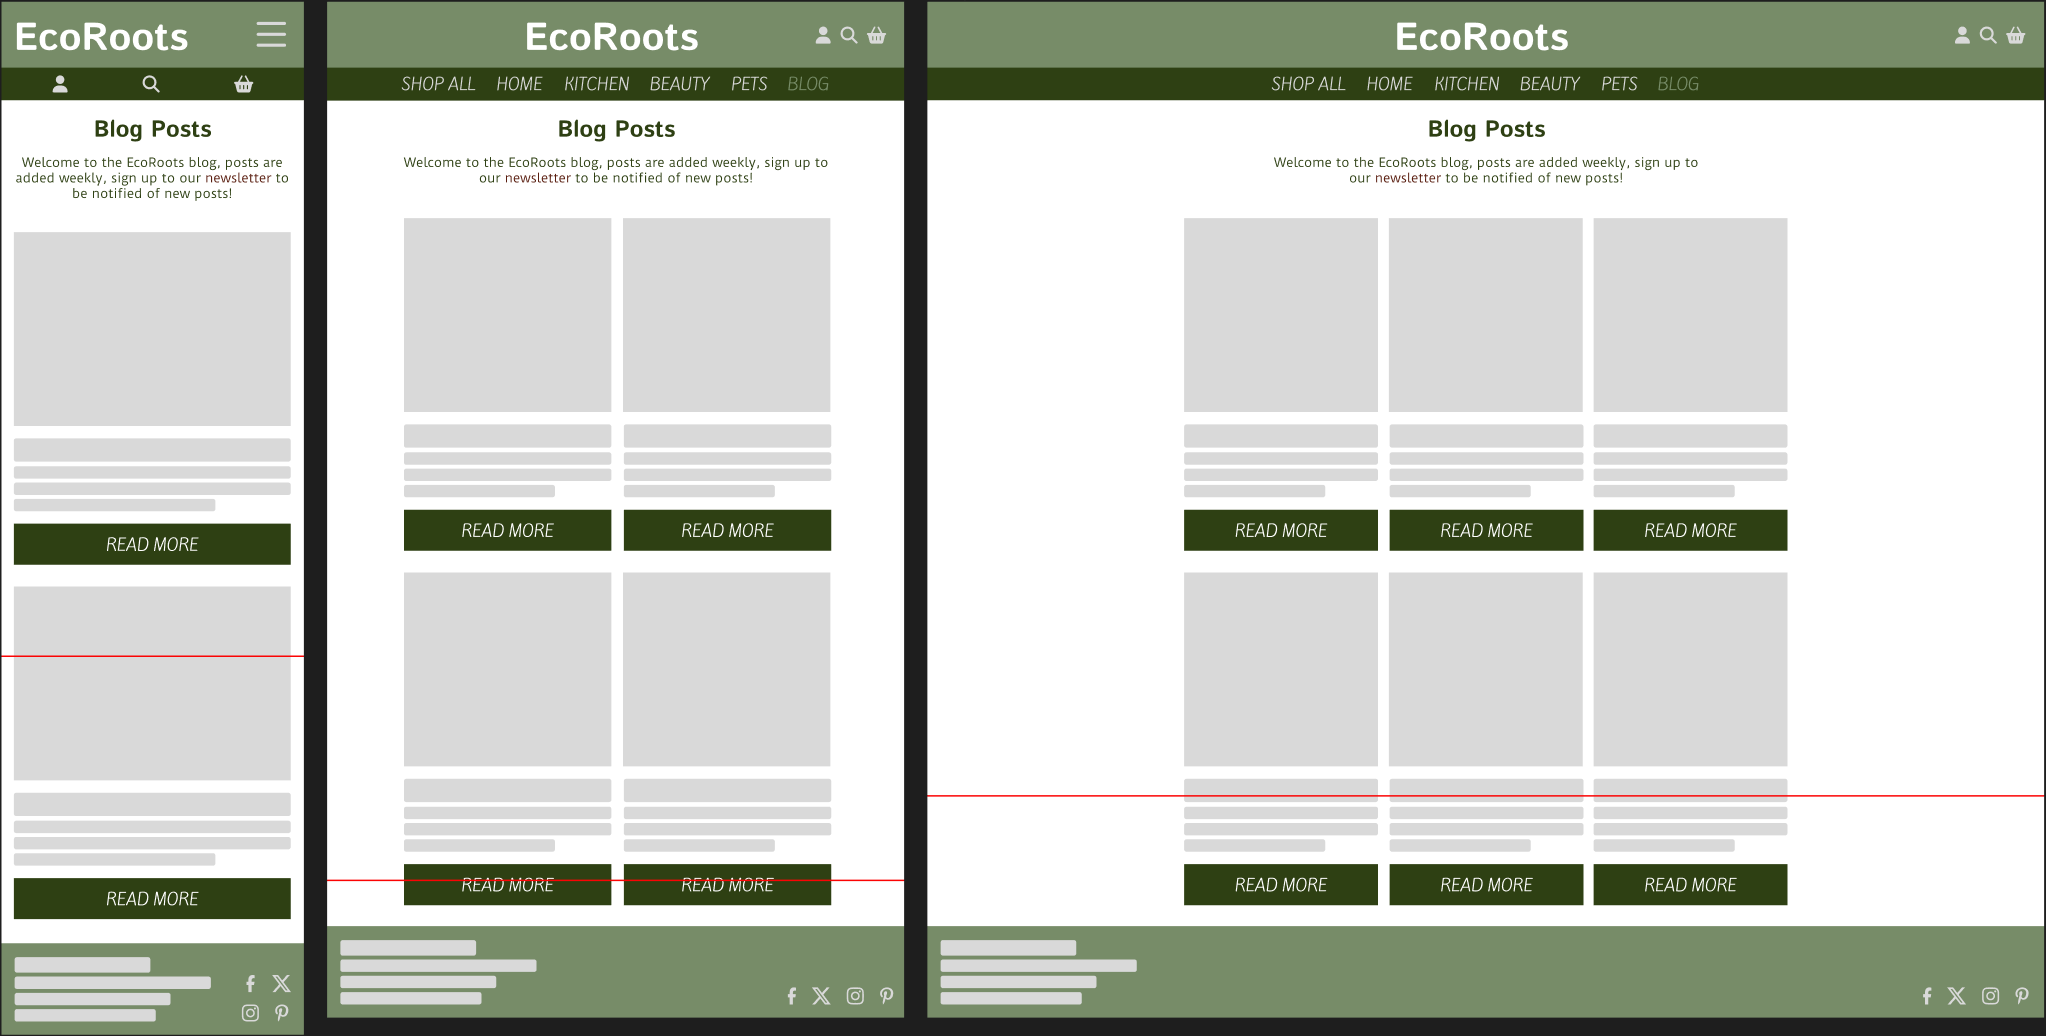 EcoRoots
Blog Posts
Welcome to the EcoRoots blog, posts are
added weekly, sign up to our newsletter to
be notified of new posts!
READ MORE
READ MORE
EcoRoots
SHOP ALL HOME KITCHEN BEAUTY PETS BLOG
Blog Posts
Welcome to the EcoRoots blog, posts are added weekly, sign up to
our newsletter to be notified of new posts!
READ MORE READ MORE
READ MORE READ MORE
EcoRoots
SHOP ALL HOME KITCHEN BEAUTY PETS BLOG
Blog Posts
Welcome to the EcoRoots blog, posts are added weekly, sign up to
our newsletter to be notified of new posts!
READ MORE READ MORE READ MORE
READ MORE READ MORE READ MORE